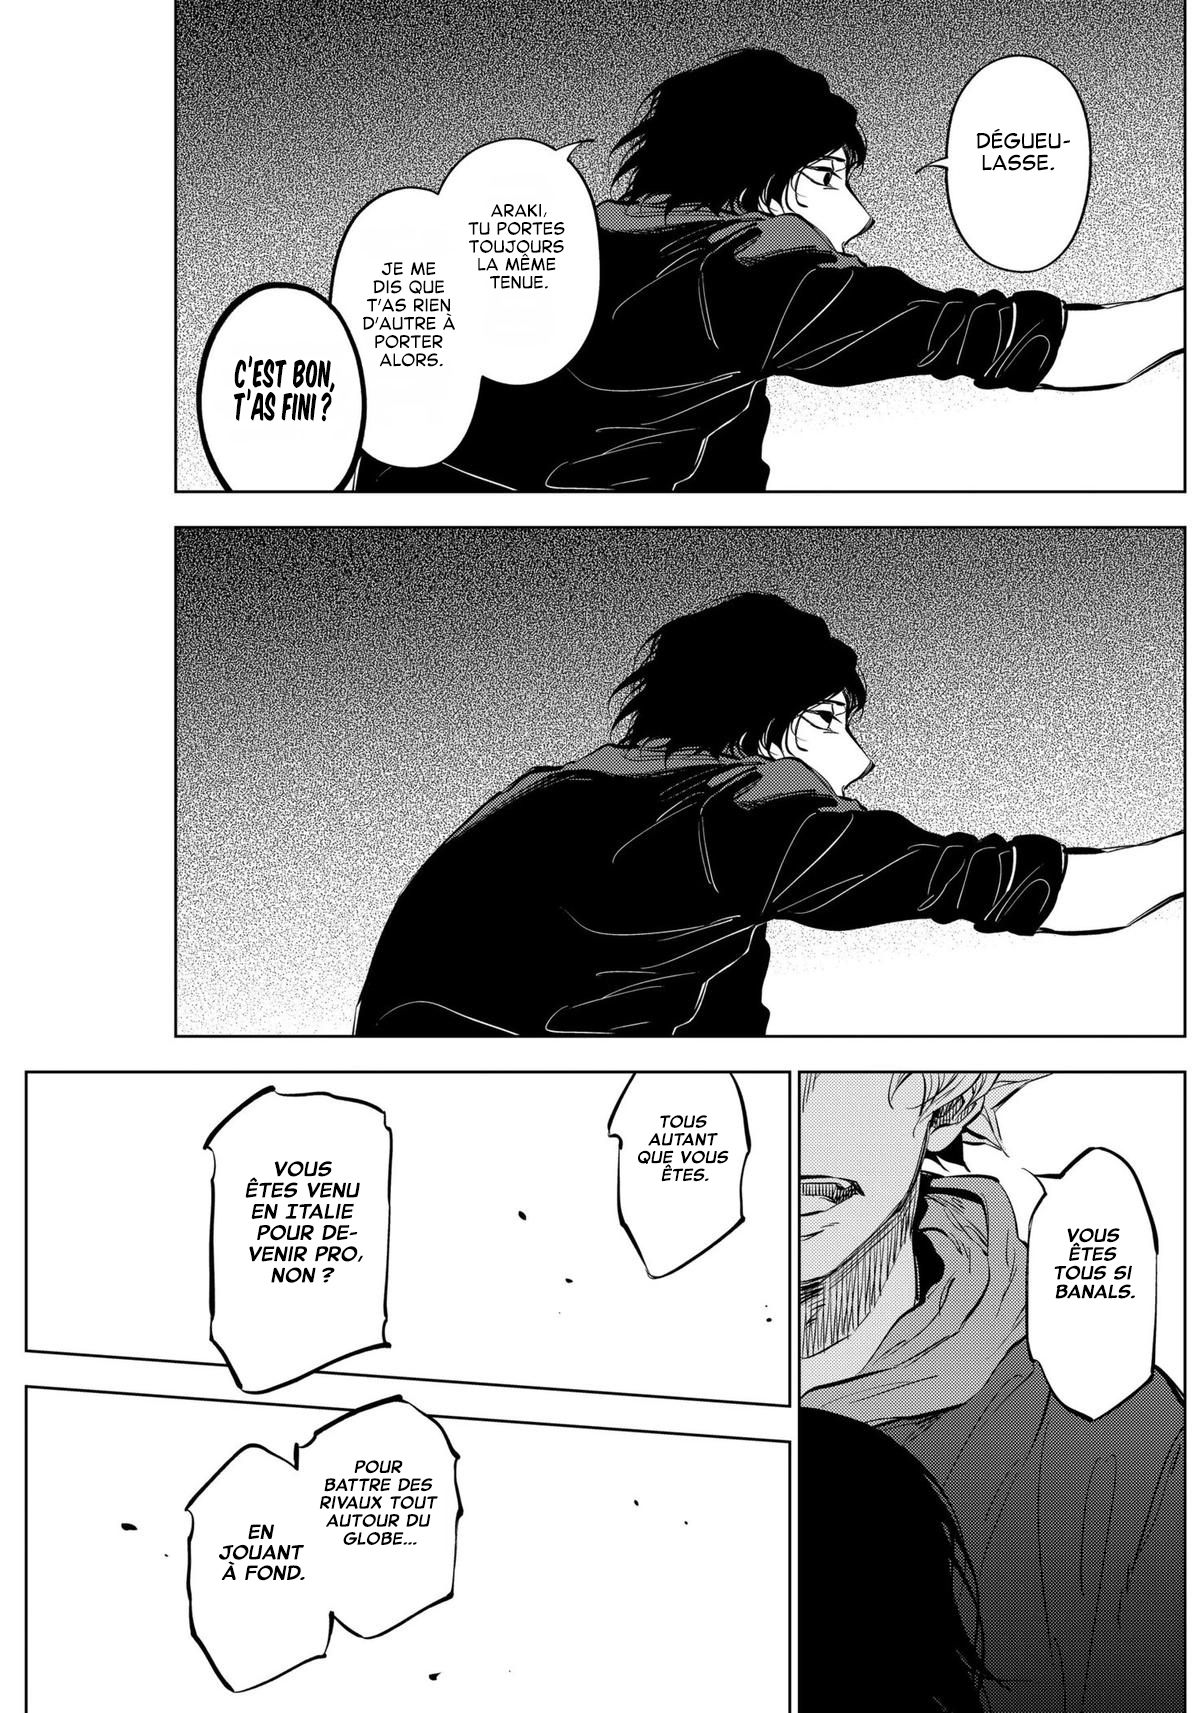 DÉGUEU-
LASSE.
ARAKI,
TU PORTES
TOUJOURS
LA MÊME
TENUE.
JE ME
DIS QUE
T'AS RIEN
D'AUTRE À
PORTER
ALORS.
C'EST BON,
T'AS FINI ?
VOUS
ÊTES
TOUS SI
BANALS.
TOUS
AUTANT
QUE VOUS
ÊTES.
VOUS
ÊTES VENU
EN ITALIE
POUR DE-
VENIR PRO,
NON ?
POUR
BATTRE DES
RIVAUX TOUT
AUTOUR DU
GLOBE...
EN
JOUANT
À FOND.